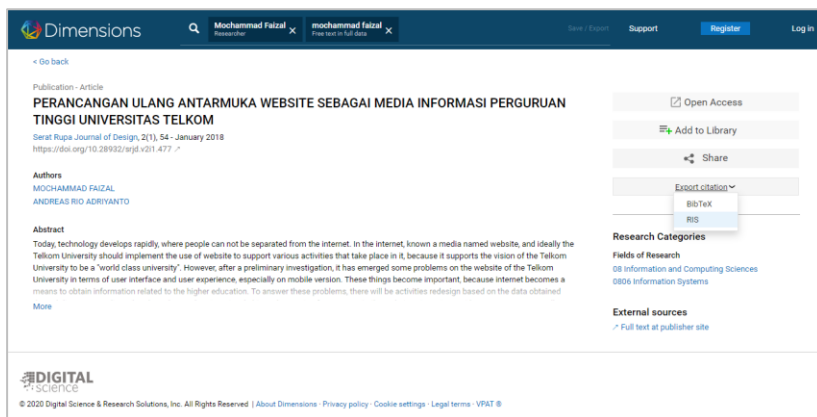 Dimensions
Mochammad Faizal
Researcher
mochammad faizal
Free text in full data
Save / Export
Support
Register
Log in
< Go back
Publication - Article
PERANCANGAN ULANG ANTARMUKA WEBSITE SEBAGAI MEDIA INFORMASI PERGURUAN
TINGGI UNIVERSITAS TELKOM
Serat Rupa Journal of Design, 2(1), 54 - January 2018
https://doi.org/10.28932/srjd.v2i1.477
Authors
MOCHAMMAD FAIZAL
ANDREAS RIO ADRIYANTO
Abstract
Today, technology develops rapidly, where people can not be separated from the internet. In the internet, known a media named website, and ideally the
Telkom University should implement the use of website to support various activities that take place in it, because it supports the vision of the Telkom
University to be a "world class university". However, after a preliminary investigation, it has emerged some problems on the website of the Telkom
University in terms of user interface and user experience, especially on mobile version. These things become important, because internet becomes a
means to obtain information related to the higher education. To answer these problems, there will be activities redesign based on the data obtained
More
Open Access
Add to Library
Share
Export citation
BibTeX
RIS
Research Categories
Fields of Research
08 Information and Computing Sciences
0806 Information Systems
External sources
Full text at publisher site
DIGITAL
science
© 2020 Digital Science & Research Solutions, Inc. All Rights Reserved | About Dimensions · Privacy policy · Cookie settings · Legal terms · VPAT ®